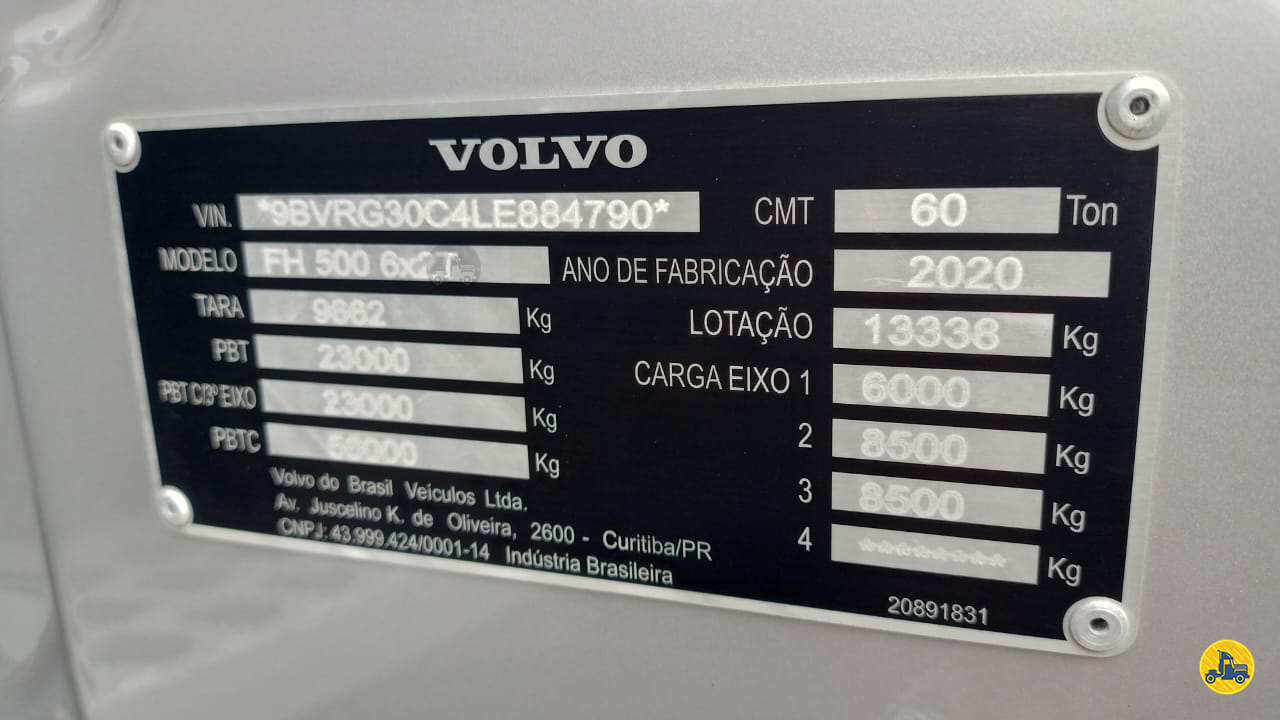 VOLVO
VIN. *9BVRG30C4LE884790* CMT 60 Ton
MODELO FH 500 6x2T ANO DE FABRICAÇÃO 2020
TARA 9662 Kg LOTAÇÃO 13338 Kg
PBT 23000 Kg CARGA EIXO 1 6000 Kg
PBT C/3º EIXO 23000 Kg 2 8500 Kg
PBTC 56000 Kg 3 8500 Kg
4 ******** Kg
Volvo do Brasil Veículos Ltda.
Av. Juscelino K. de Oliveira, 2600 - Curitiba/PR
CNPJ: 43.999.424/0001-14 Indústria Brasileira
20891831